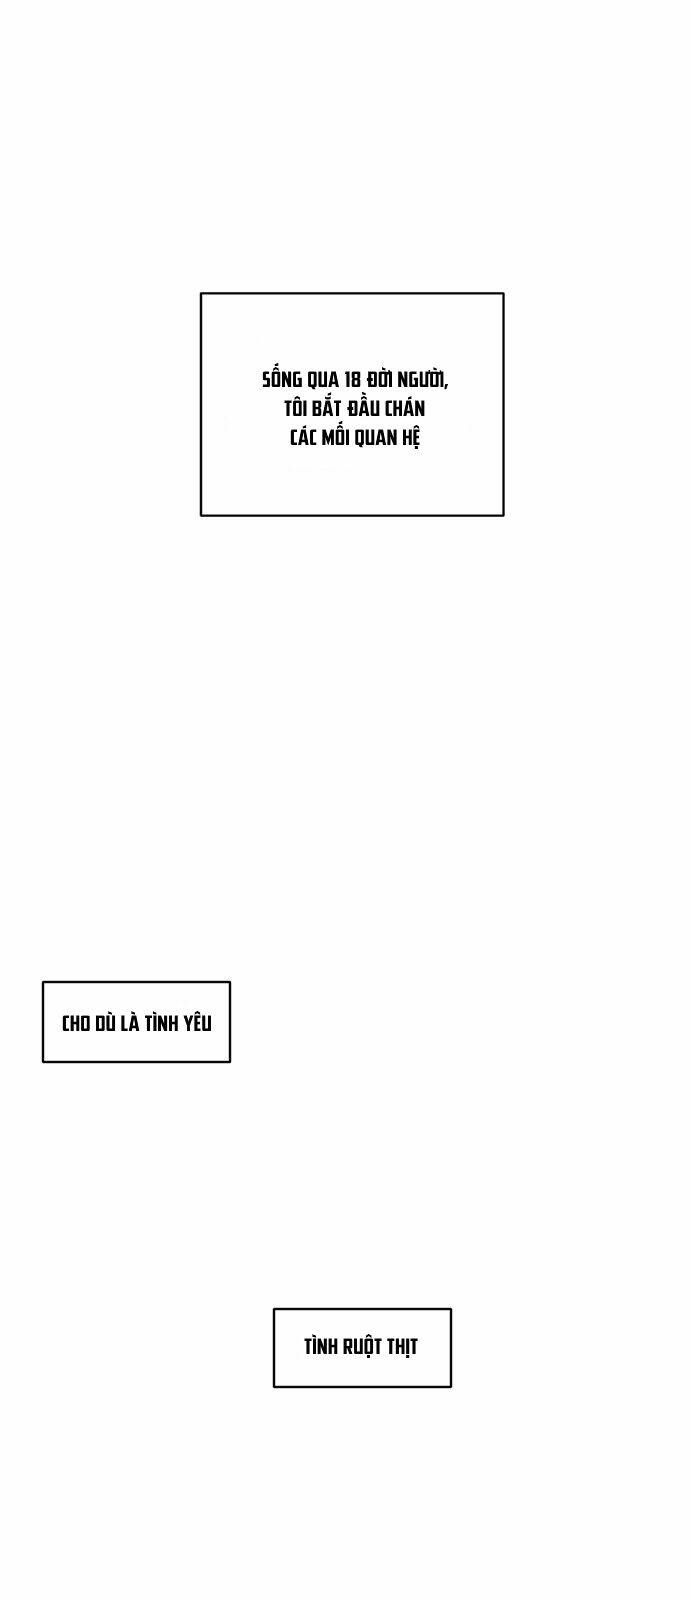 SỐNG QUA 18 ĐỜI NGƯỜI,
TÔI BẮT ĐẦU CHÁN
CÁC MỐI QUAN HỆ
CHO DÙ LÀ TÌNH YÊU
TÌNH RUỘT THỊT